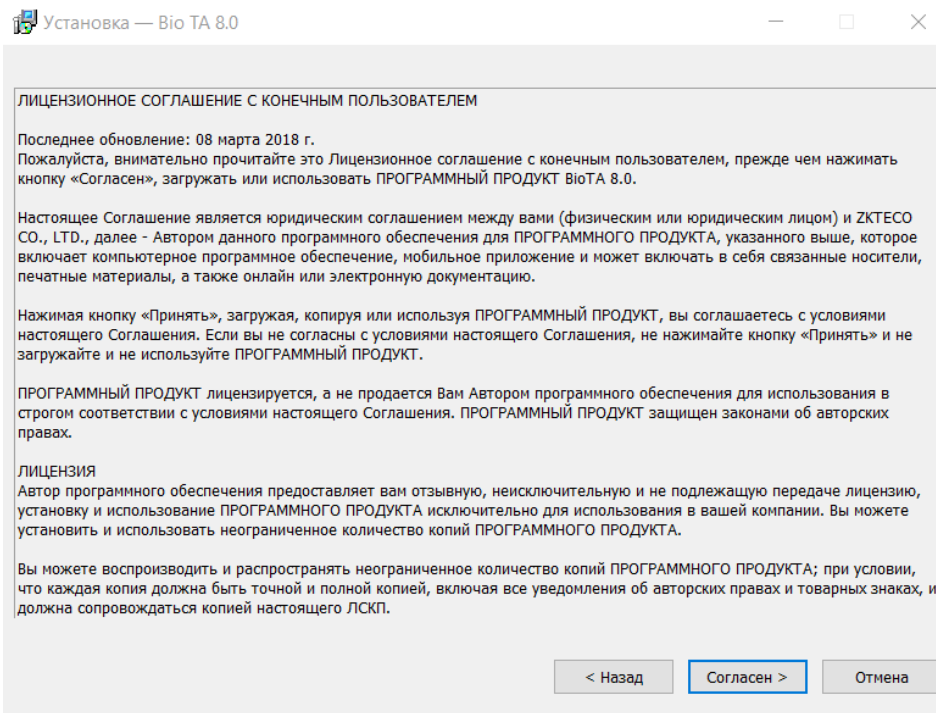 Установка — Bio TA 8.0
ЛИЦЕНЗИОННОЕ СОГЛАШЕНИЕ С КОНЕЧНЫМ ПОЛЬЗОВАТЕЛЕМ
Последнее обновление: 08 марта 2018 г.
Пожалуйста, внимательно прочитайте это Лицензионное соглашение с конечным пользователем, прежде чем нажимать
кнопку «Согласен», загружать или использовать ПРОГРАММНЫЙ ПРОДУКТ BioTA 8.0.
Настоящее Соглашение является юридическим соглашением между вами (физическим или юридическим лицом) и ZKTECO
CO., LTD., далее - Автором данного программного обеспечения для ПРОГРАММНОГО ПРОДУКТА, указанного выше, которое
включает компьютерное программное обеспечение, мобильное приложение и может включать в себя связанные носители,
печатные материалы, а также онлайн или электронную документацию.
Нажимая кнопку «Принять», загружая, копируя или используя ПРОГРАММНЫЙ ПРОДУКТ, вы соглашаетесь с условиями
настоящего Соглашения. Если вы не согласны с условиями настоящего Соглашения, не нажимайте кнопку «Принять» и не
загружайте и не используйте ПРОГРАММНЫЙ ПРОДУКТ.
ПРОГРАММНЫЙ ПРОДУКТ лицензируется, а не продается Вам Автором программного обеспечения для использования в
строгом соответствии с условиями настоящего Соглашения. ПРОГРАММНЫЙ ПРОДУКТ защищен законами об авторских
правах.
ЛИЦЕНЗИЯ
Автор программного обеспечения предоставляет вам отзывную, неисключительную и не подлежащую передаче лицензию,
установку и использование ПРОГРАММНОГО ПРОДУКТА исключительно для использования в вашей компании. Вы можете
установить и использовать неограниченное количество копий ПРОГРАММНОГО ПРОДУКТА.
Вы можете воспроизводить и распространять неограниченное количество копий ПРОГРАММНОГО ПРОДУКТА; при условии,
что каждая копия должна быть точной и полной копией, включая все уведомления об авторских правах и товарных знаках, и
должна сопровождаться копией настоящего ЛСКП.
< Назад
Согласен >
Отмена